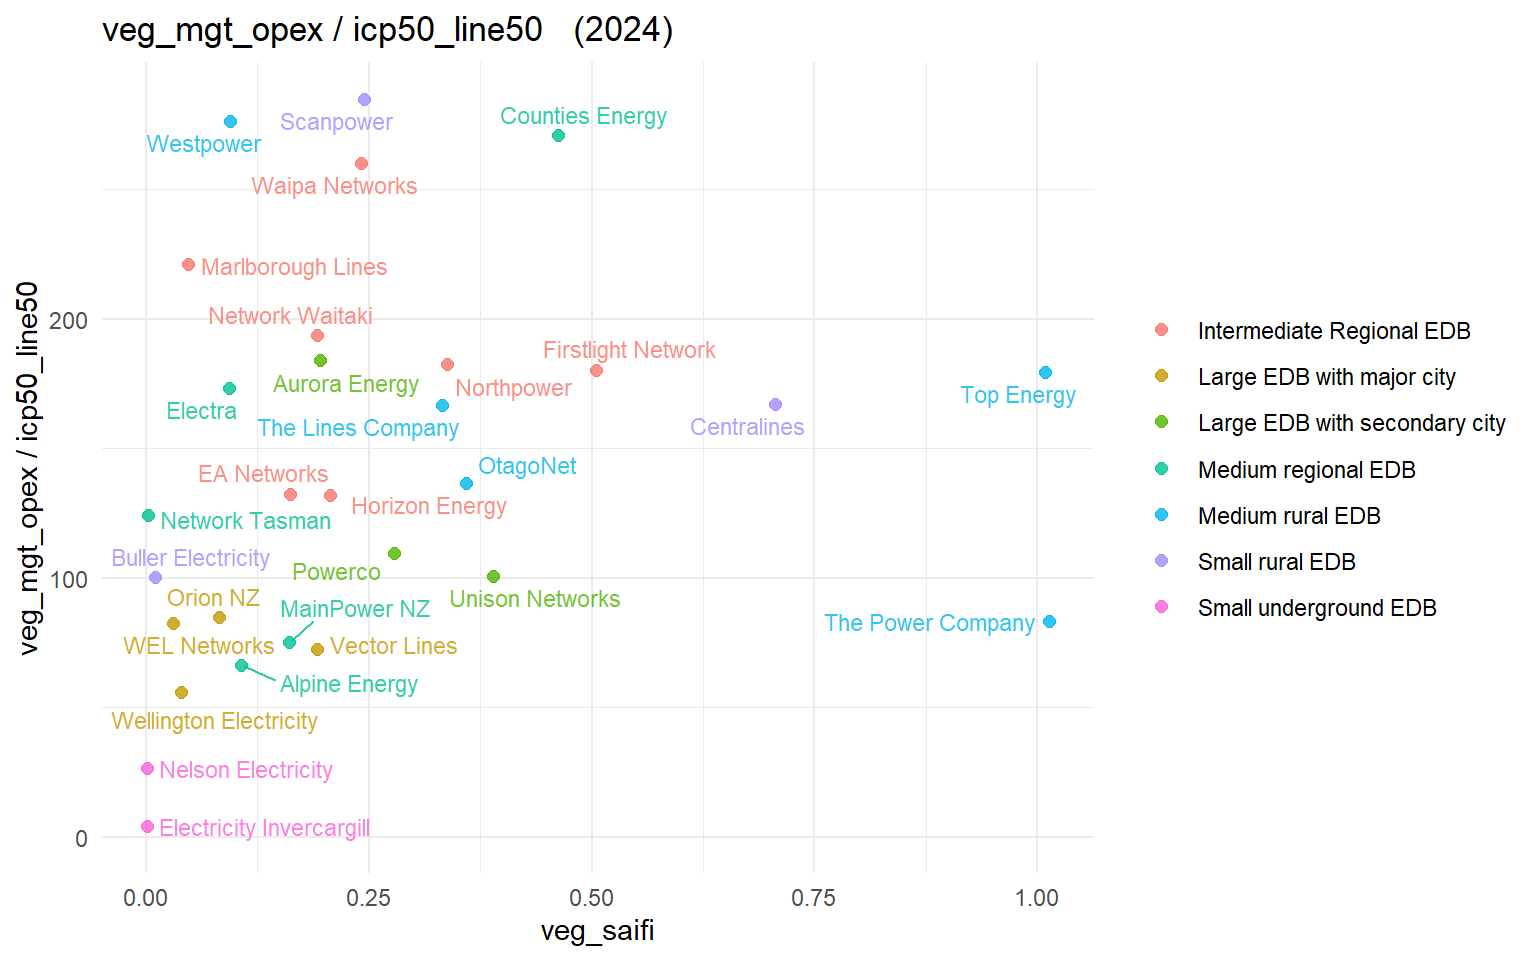 veg_mgt_opex / icp50_line50 (2024)
Counties Energy
Scanpower
Westpower
Waipa Networks
Marlborough Lines
Network Waitaki
Firstlight Network
Aurora Energy
Northpower
Top Energy
Electra
The Lines Company
Centralines
OtagoNet
EA Networks
Horizon Energy
Network Tasman
Buller Electricity
Powerco
Orion NZ
Unison Networks
MainPower NZ
The Power Company
WEL Networks
Vector Lines
Alpine Energy
Wellington Electricity
Nelson Electricity
Electricity Invercargill
200
100
0
veg_mgt_opex / icp50_line50
0.00 0.25 0.50 0.75 1.00
veg_saifi
Intermediate Regional EDB
Large EDB with major city
Large EDB with secondary city
Medium regional EDB
Medium rural EDB
Small rural EDB
Small underground EDB